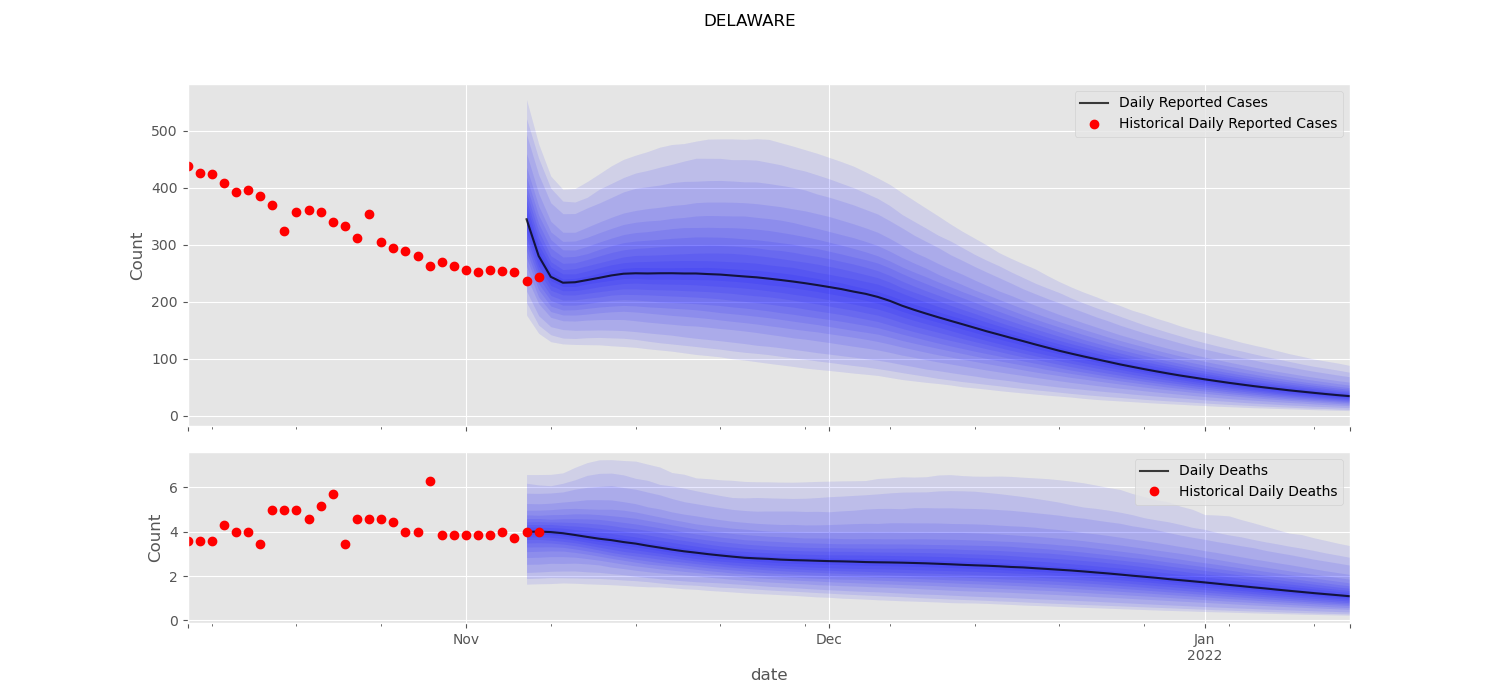 DELAWARE
Count
500
400
300
200
100
0
Daily Reported Cases
Historical Daily Reported Cases
Count
6
4
2
0
Daily Deaths
Historical Daily Deaths
Nov
Dec
Jan
2022
date